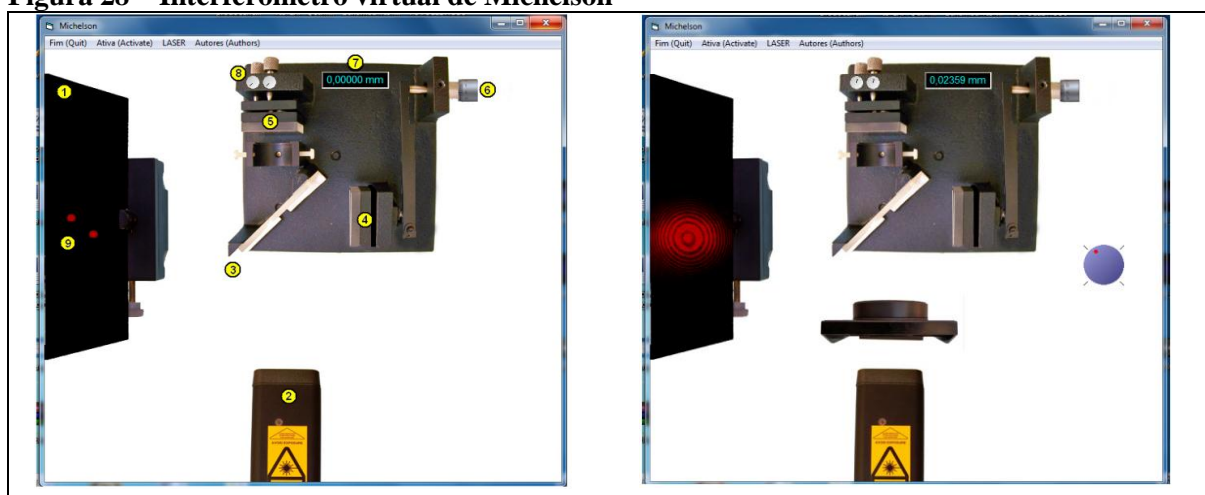 Figura 28 – Interferômetro virtual de Michelson
Michelson
Fim (Quit) Ativa (Activate) LASER Autores (Authors)
7
8
0,00000 mm
6
1
5
4
9
3
2
Michelson
Fim (Quit) Ativa (Activate) LASER Autores (Authors)
0,02359 mm